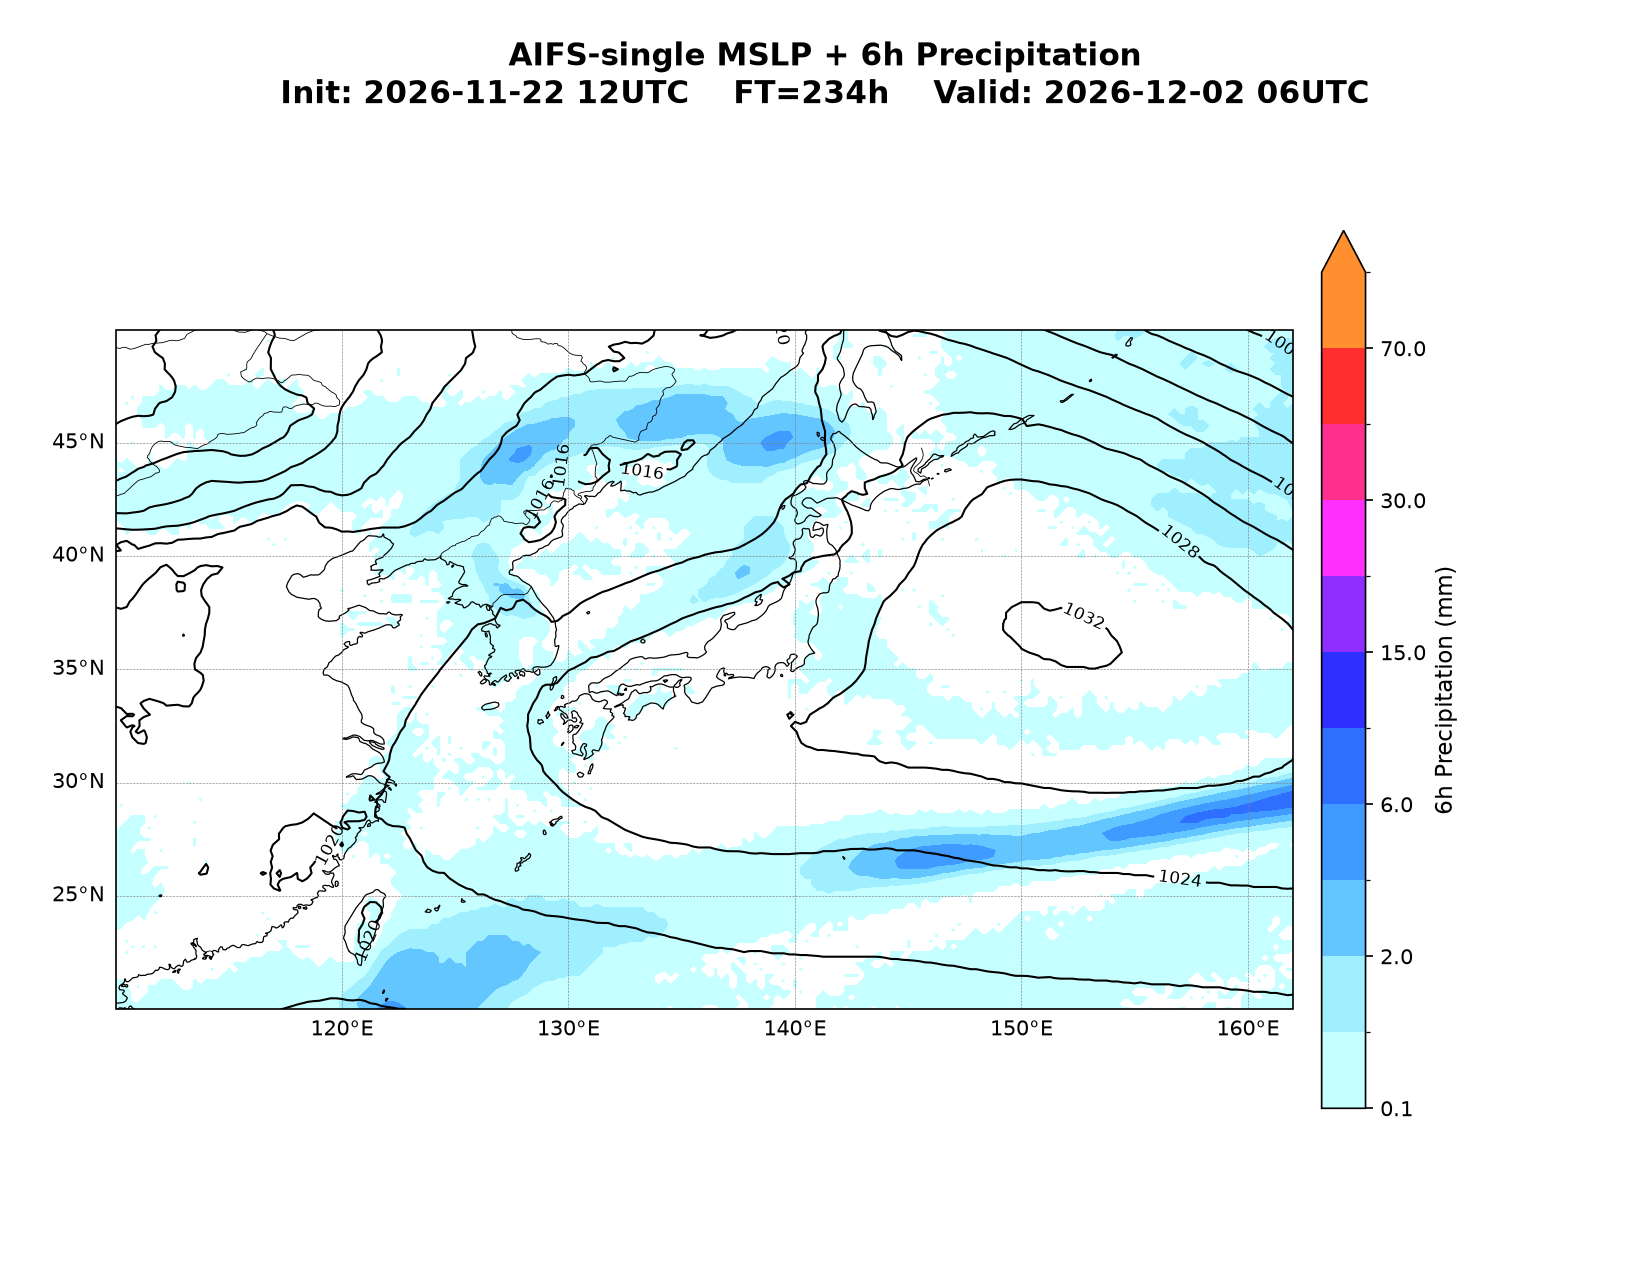 AIFS-single MSLP + 6h Precipitation
Init: 2026-11-22 12UTC    FT=234h    Valid: 2026-12-02 06UTC
70.0
30.0
15.0
6.0
2.0
0.1
6h Precipitation (mm)
45°N
40°N
35°N
30°N
25°N
120°E
130°E
140°E
150°E
160°E
1016
1016
1016
1028
1032
1020
1024
1020